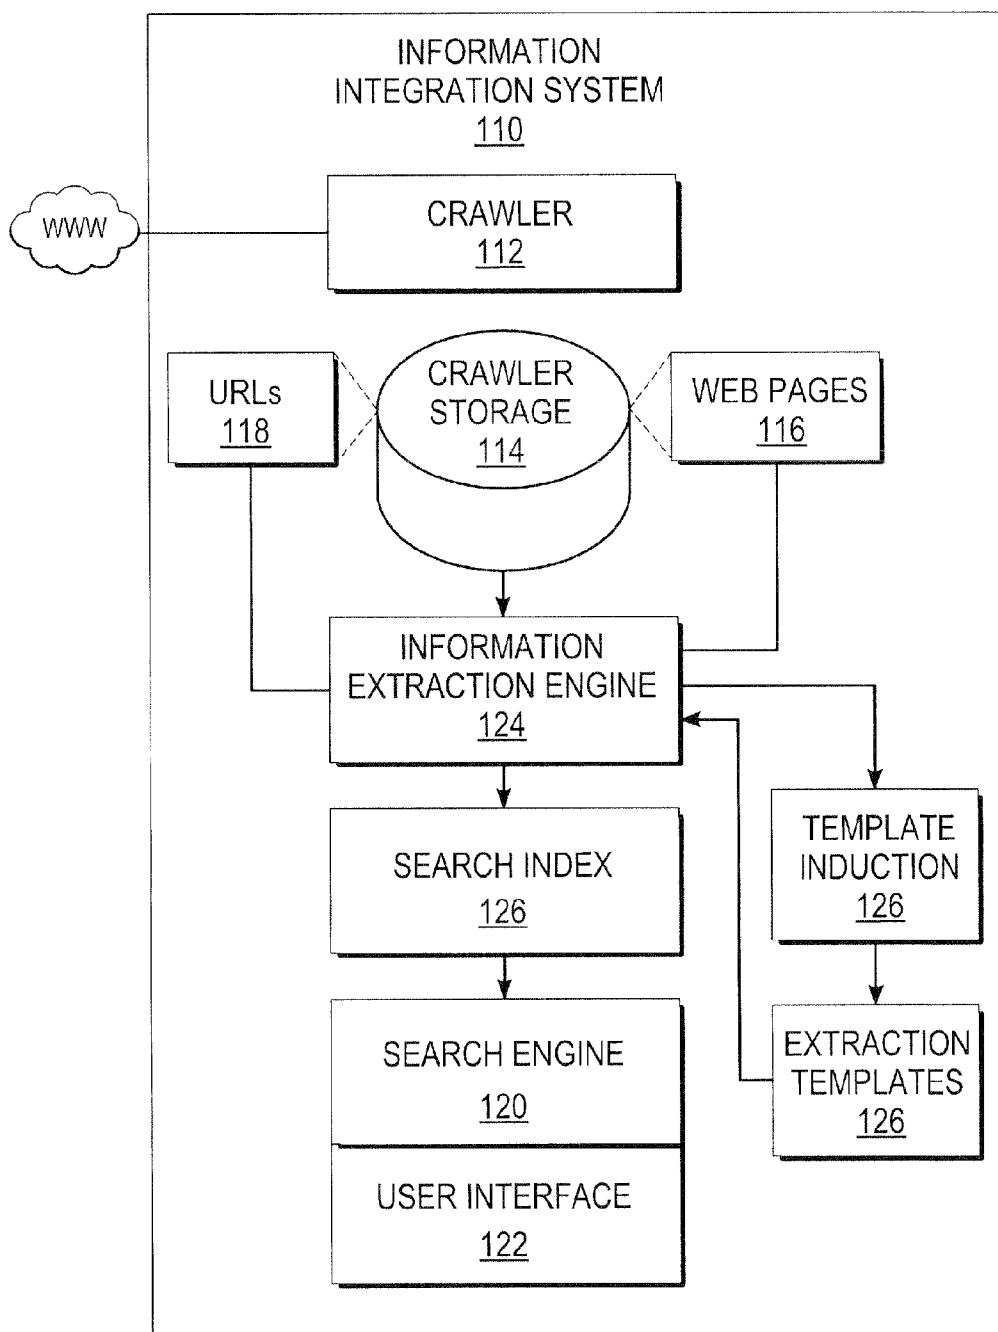 INFORMATION
INTEGRATION SYSTEM
110
WWW
CRAWLER
112
URLs
118
CRAWLER
STORAGE
114
WEB PAGES
116
INFORMATION
EXTRACTION ENGINE
124
SEARCH INDEX
126
TEMPLATE
INDUCTION
126
SEARCH ENGINE
120
EXTRACTION
TEMPLATES
126
USER INTERFACE
122